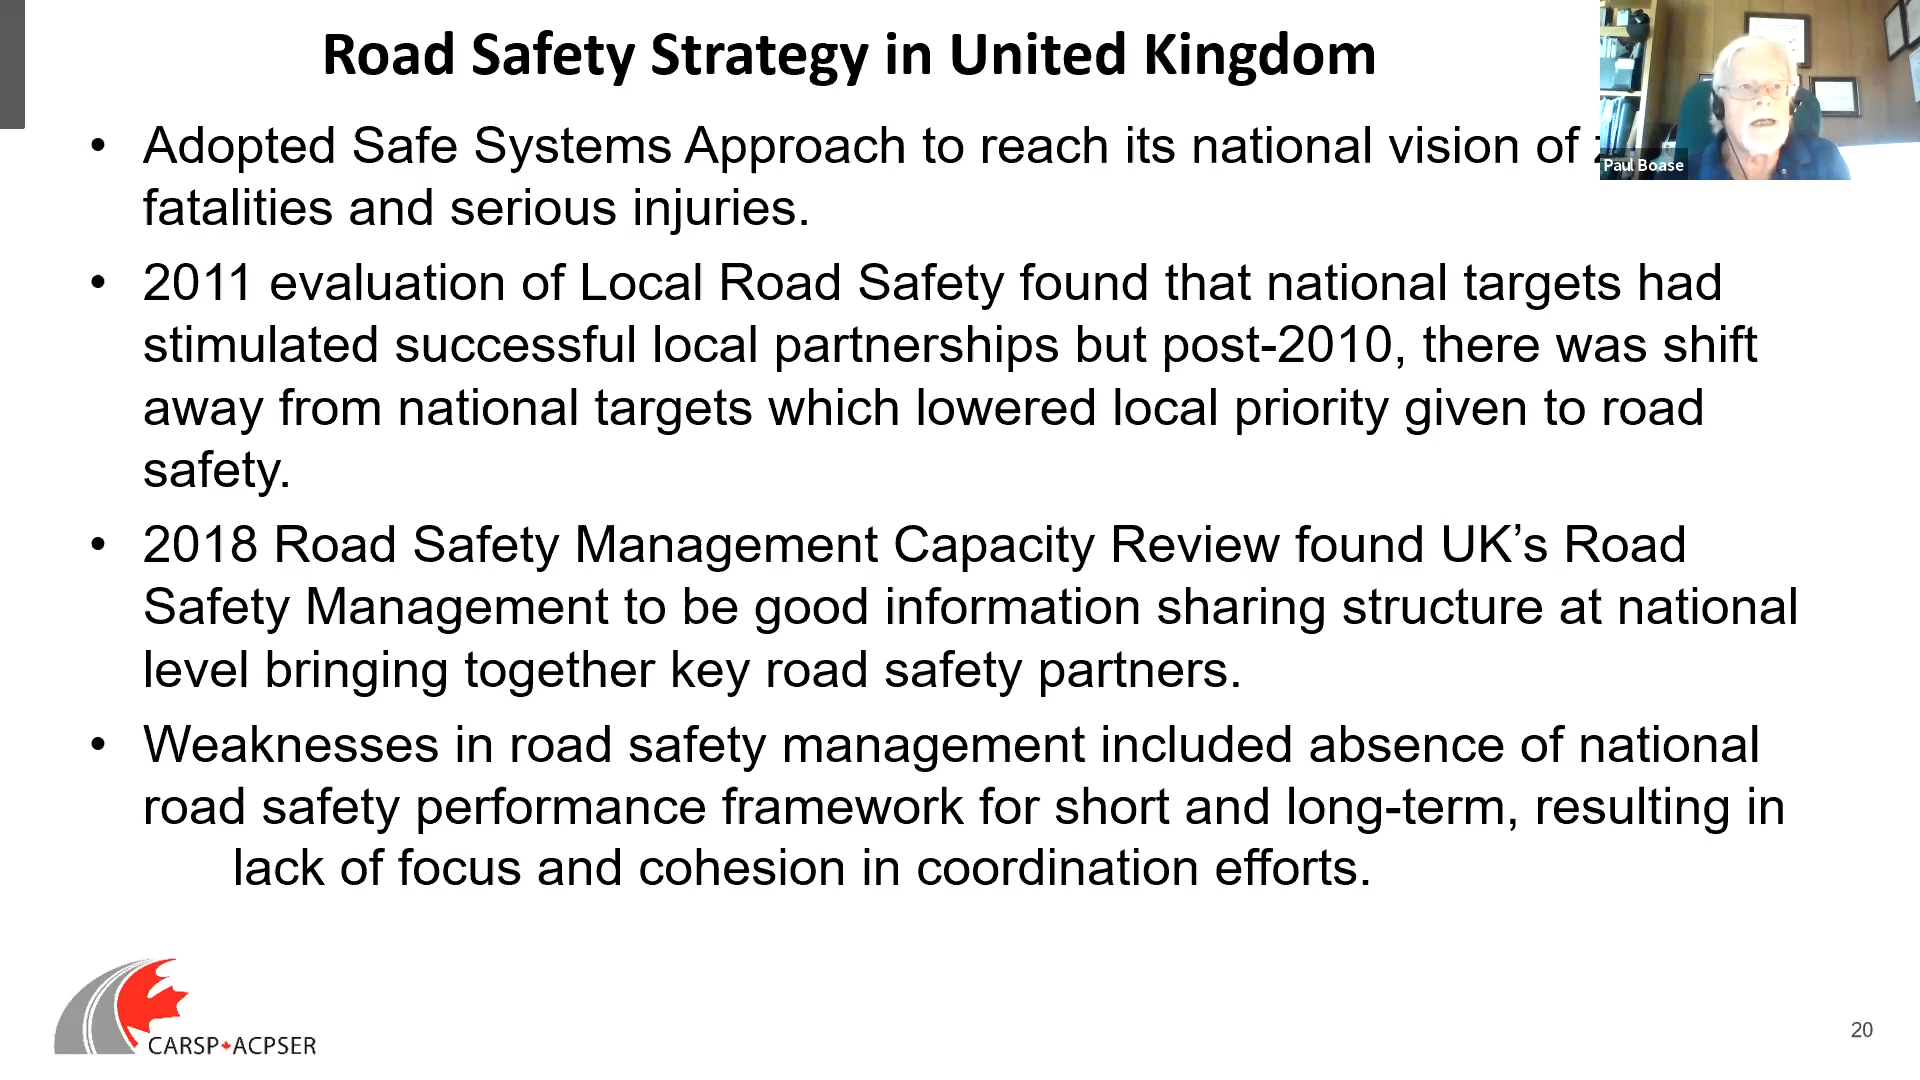 Road Safety Strategy in United Kingdom
• Adopted Safe Systems Approach to reach its national vision of
fatalities and serious injuries.
• 2011 evaluation of Local Road Safety found that national targets had
stimulated successful local partnerships but post-2010, there was shift
away from national targets which lowered local priority given to road
safety.
• 2018 Road Safety Management Capacity Review found UK’s Road
Safety Management to be good information sharing structure at national
level bringing together key road safety partners.
• Weaknesses in road safety management included absence of national
road safety performance framework for short and long-term, resulting in
lack of focus and cohesion in coordination efforts.
Paul Boase
CARSP ACPSER
20